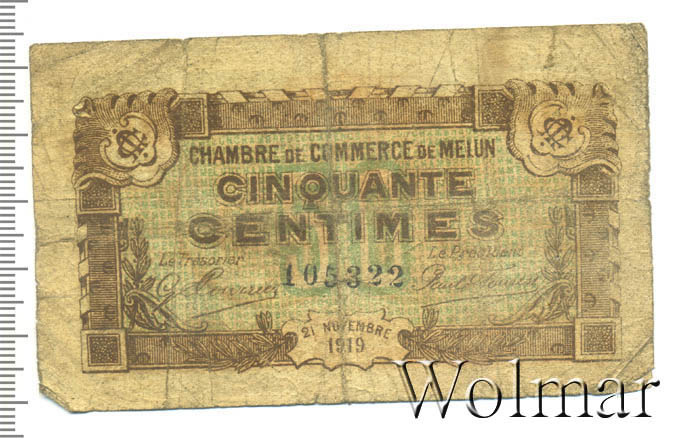 CHAMBRE DE COMMERCE DE MELUN
CINQUANTE
CENTIMES
Le Trésorier
Le Président
105322
21 NOVEMBRE
1919
Wolmar